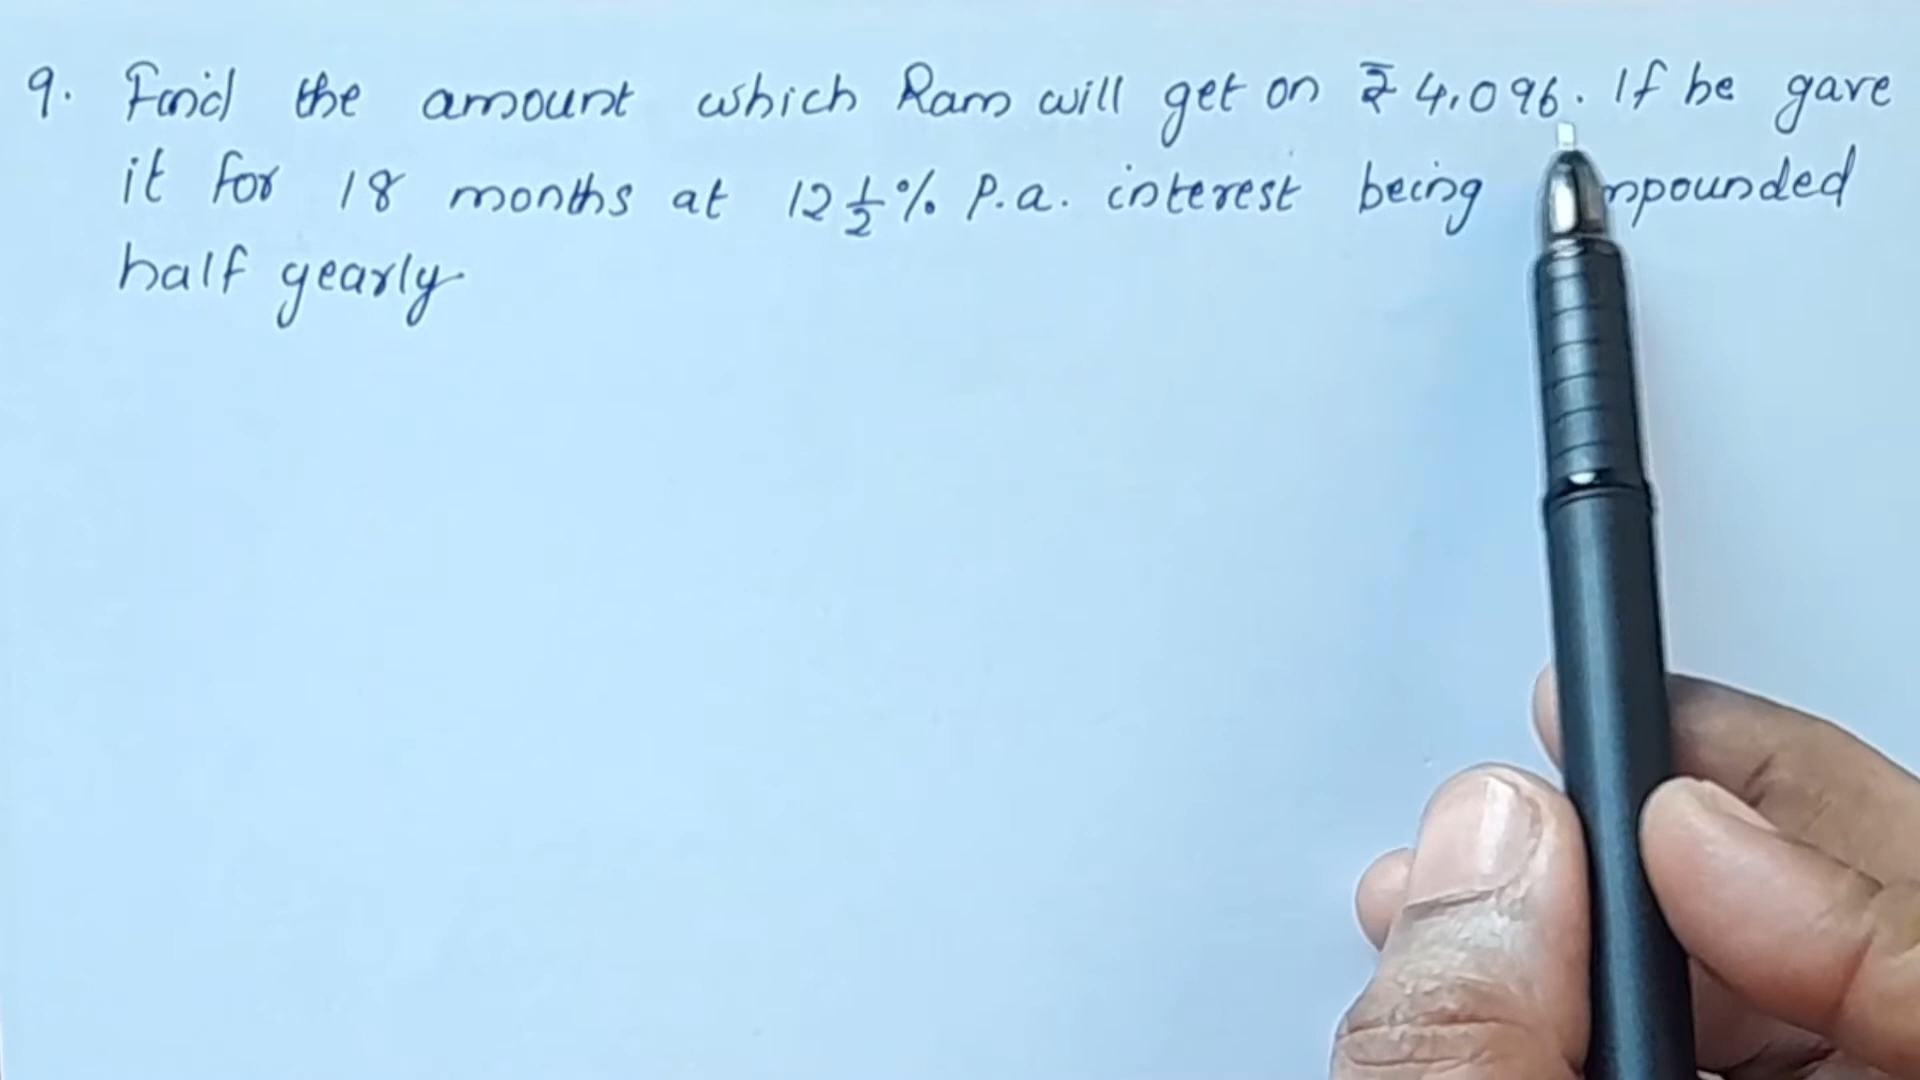 9. Find the amount which Ram will get on ₹4,096. If he gave
it for 18 months at 12½% P.a. interest being
half yearly